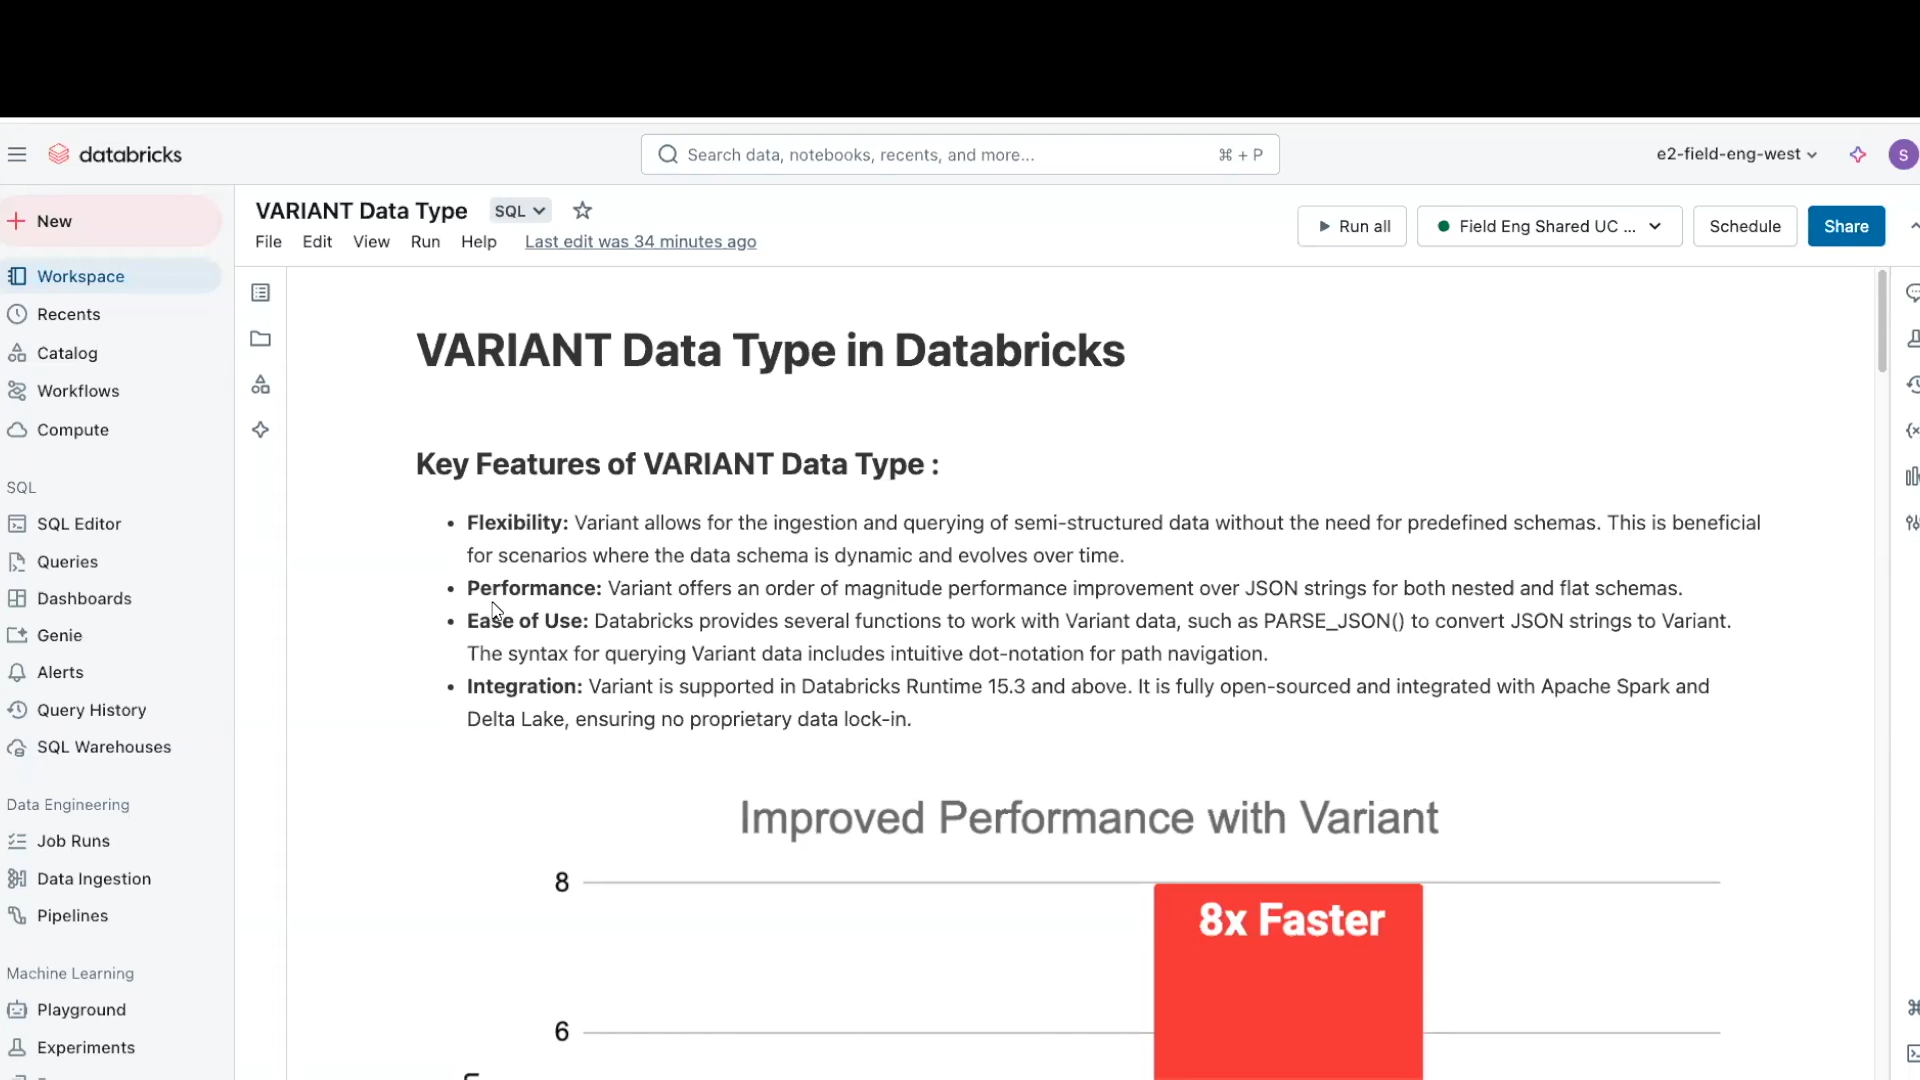 databricks
Search data, notebooks, recents, and more...
⌘ + P
e2-field-eng-west
S
New
Workspace
Recents
Catalog
Workflows
Compute
SQL
SQL Editor
Queries
Dashboards
Genie
Alerts
Query History
SQL Warehouses
Data Engineering
Job Runs
Data Ingestion
Pipelines
Machine Learning
Playground
Experiments
VARIANT Data Type
SQL
File Edit View Run Help Last edit was 34 minutes ago
Run all
Field Eng Shared UC ...
Schedule
Share
VARIANT Data Type in Databricks
Key Features of VARIANT Data Type :
• Flexibility: Variant allows for the ingestion and querying of semi-structured data without the need for predefined schemas. This is beneficial
for scenarios where the data schema is dynamic and evolves over time.
• Performance: Variant offers an order of magnitude performance improvement over JSON strings for both nested and flat schemas.
• Ease of Use: Databricks provides several functions to work with Variant data, such as PARSE_JSON() to convert JSON strings to Variant.
The syntax for querying Variant data includes intuitive dot-notation for path navigation.
• Integration: Variant is supported in Databricks Runtime 15.3 and above. It is fully open-sourced and integrated with Apache Spark and
Delta Lake, ensuring no proprietary data lock-in.
Improved Performance with Variant
8
8x Faster
6